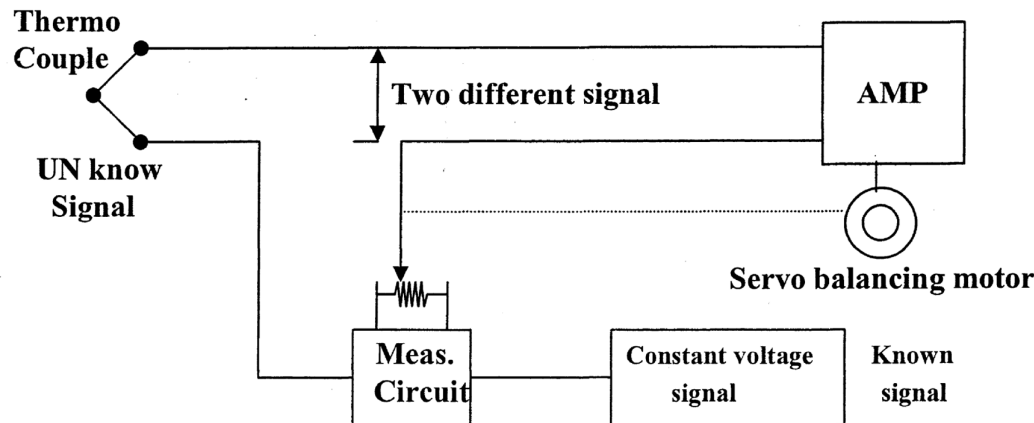 Thermo
Couple
Two different signal
AMP
UN know
Signal
Servo balancing motor
Meas.
Circuit
Constant voltage
signal
Known
signal